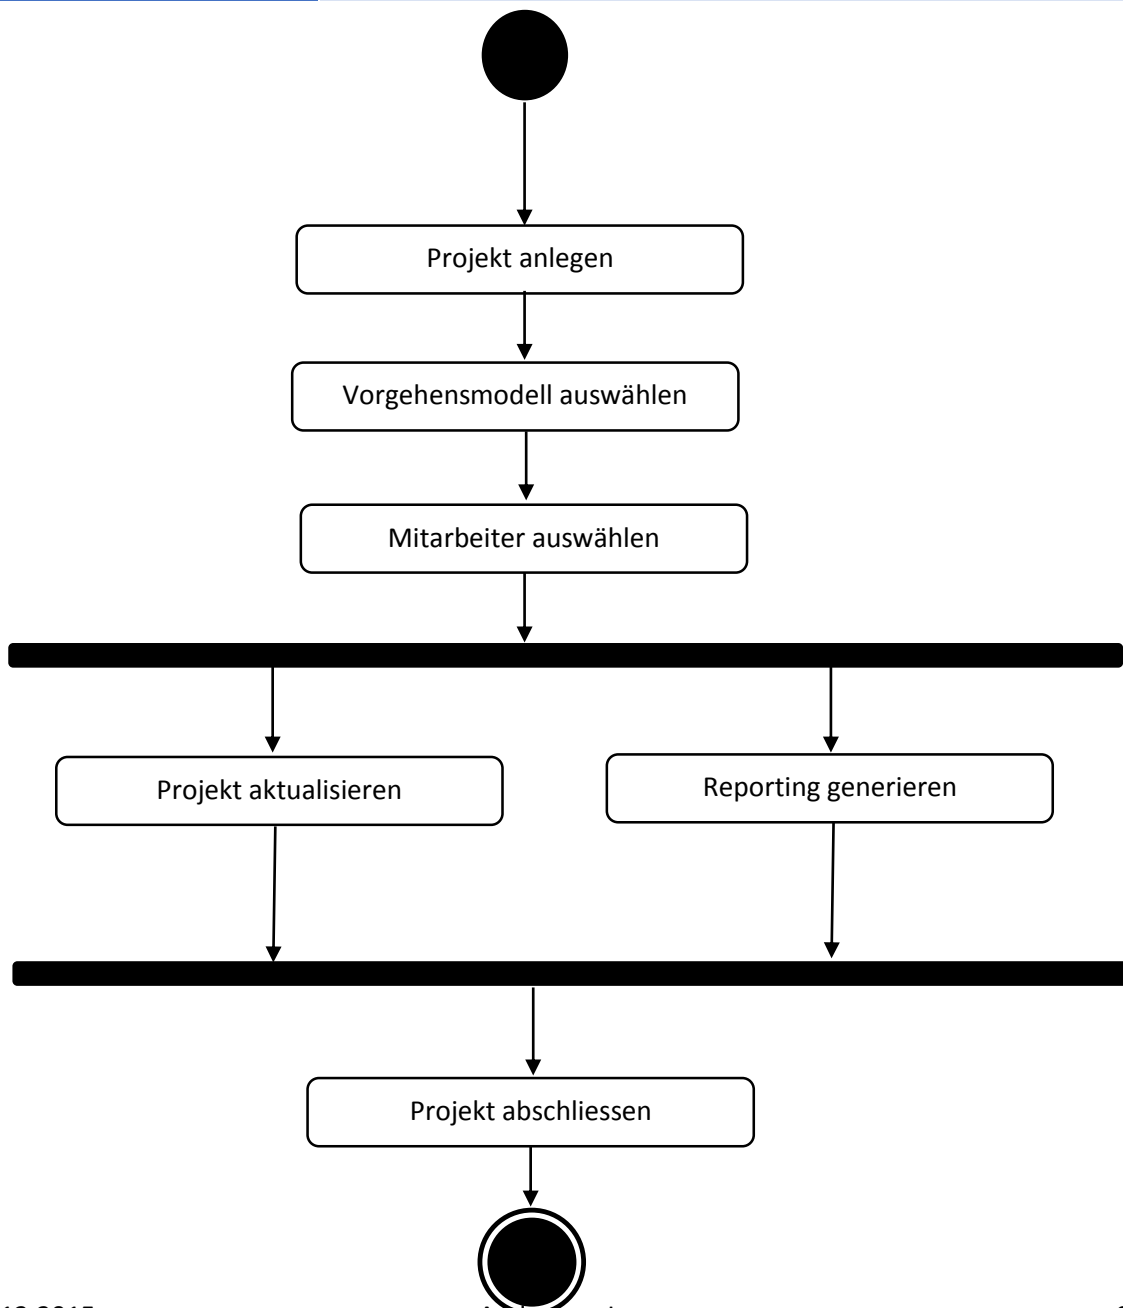 Projekt anlegen
Vorgehensmodell auswählen
Mitarbeiter auswählen
Projekt aktualisieren
Reporting generieren
Projekt abschliessen